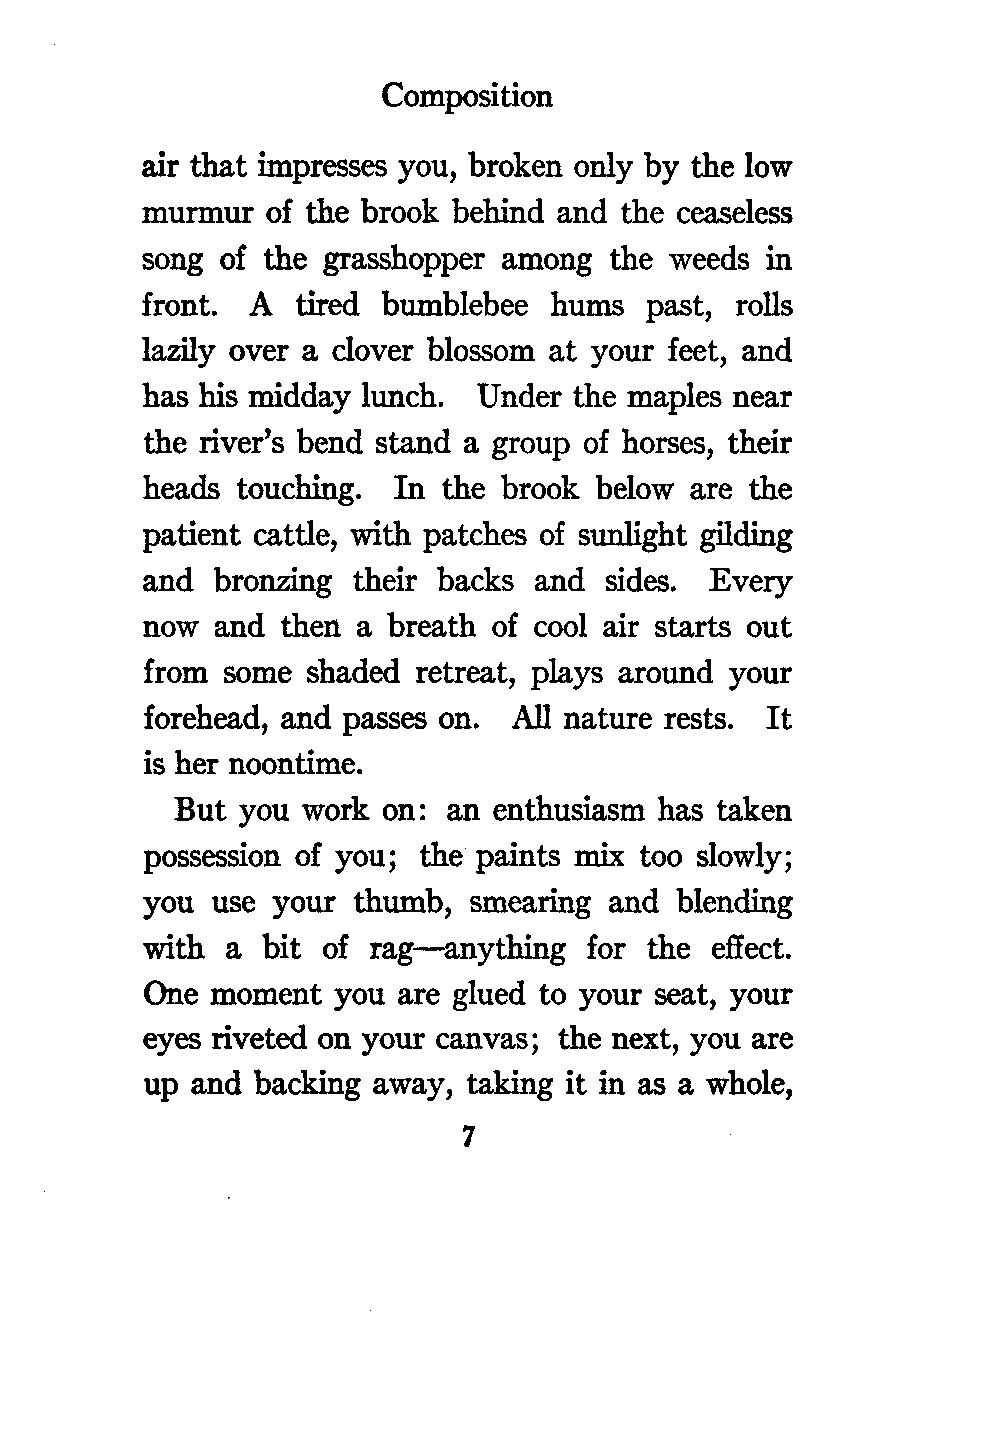 Composition
air that impresses you, broken only by the low
murmur of the brook behind and the ceaseless
song of the grasshopper among the weeds in
front. A tired bumblebee hums past, rolls
lazily over a clover blossom at your feet, and
has his midday lunch. Under the maples near
the river's bend stand a group of horses, their
heads touching. In the brook below are the
patient cattle, with patches of sunlight gilding
and bronzing their backs and sides. Every
now and then a breath of cool air starts out
from some shaded retreat, plays around your
forehead, and passes on. All nature rests. It
is her noontime.
But you work on: an enthusiasm has taken
possession of you; the paints mix too slowly;
you use your thumb, smearing and blending
with a bit of rag—anything for the effect.
One moment you are glued to your seat, your
eyes riveted on your canvas; the next, you are
up and backing away, taking it in as a whole,
7